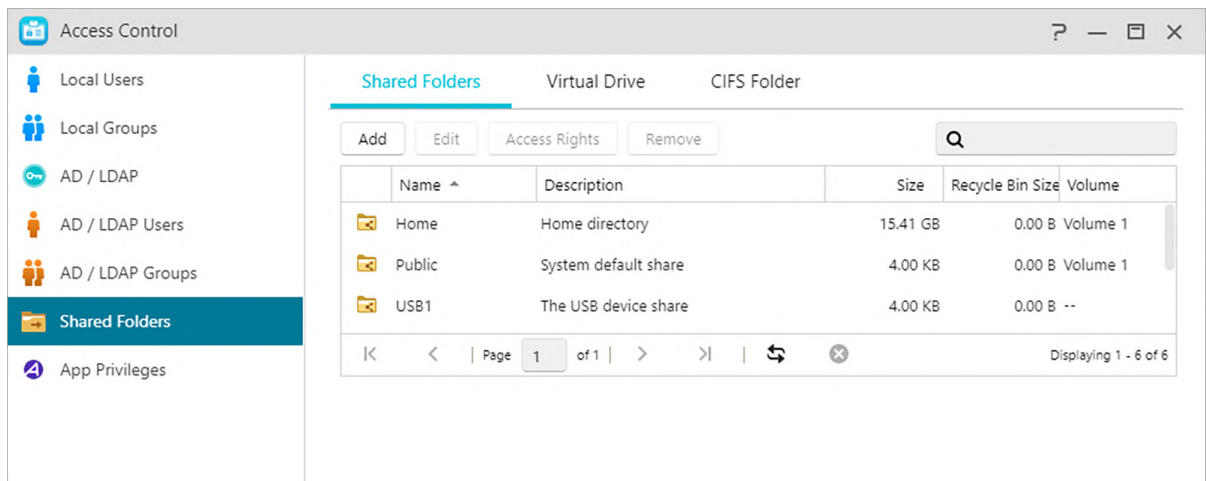 Access Control
Local Users
Local Groups
AD / LDAP
AD / LDAP Users
AD / LDAP Groups
Shared Folders
App Privileges
Shared Folders Virtual Drive CIFS Folder
Add Edit Access Rights Remove
Name Description Size Recycle Bin Size Volume
Home Home directory 15.41 GB 0.00 B Volume 1
Public System default share 4.00 KB 0.00 B Volume 1
USB1 The USB device share 4.00 KB 0.00 B --
Page 1 of 1 Displaying 1 - 6 of 6